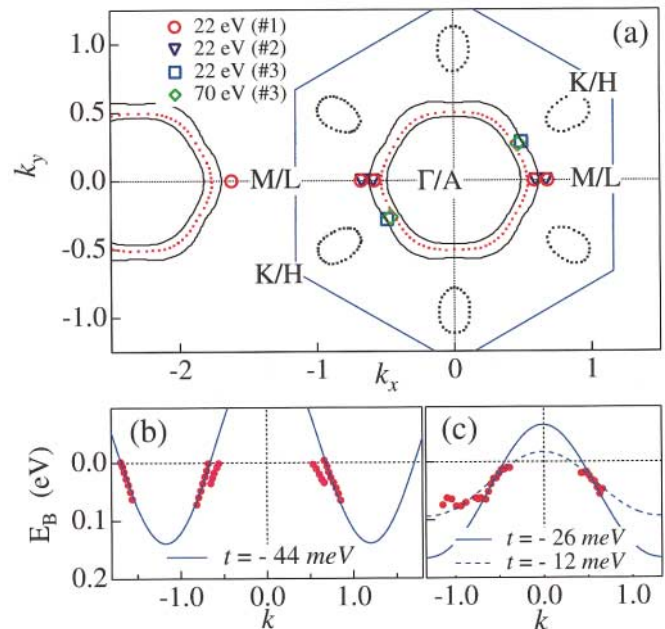 1.0
0.5
0.0
-0.5
-1.0
k_y
22 eV (#1)
22 eV (#2)
22 eV (#3)
70 eV (#3)
(a)
K/H
M/L
Γ/A
M/L
K/H
-2
-1
k_x
0
1
(b)
(c)
0.0
0.1
0.2
E_B (eV)
t = - 44 meV
t = - 26 meV
t = - 12 meV
-1.0
0.0
1.0
k
-1.0
0.0
1.0
k